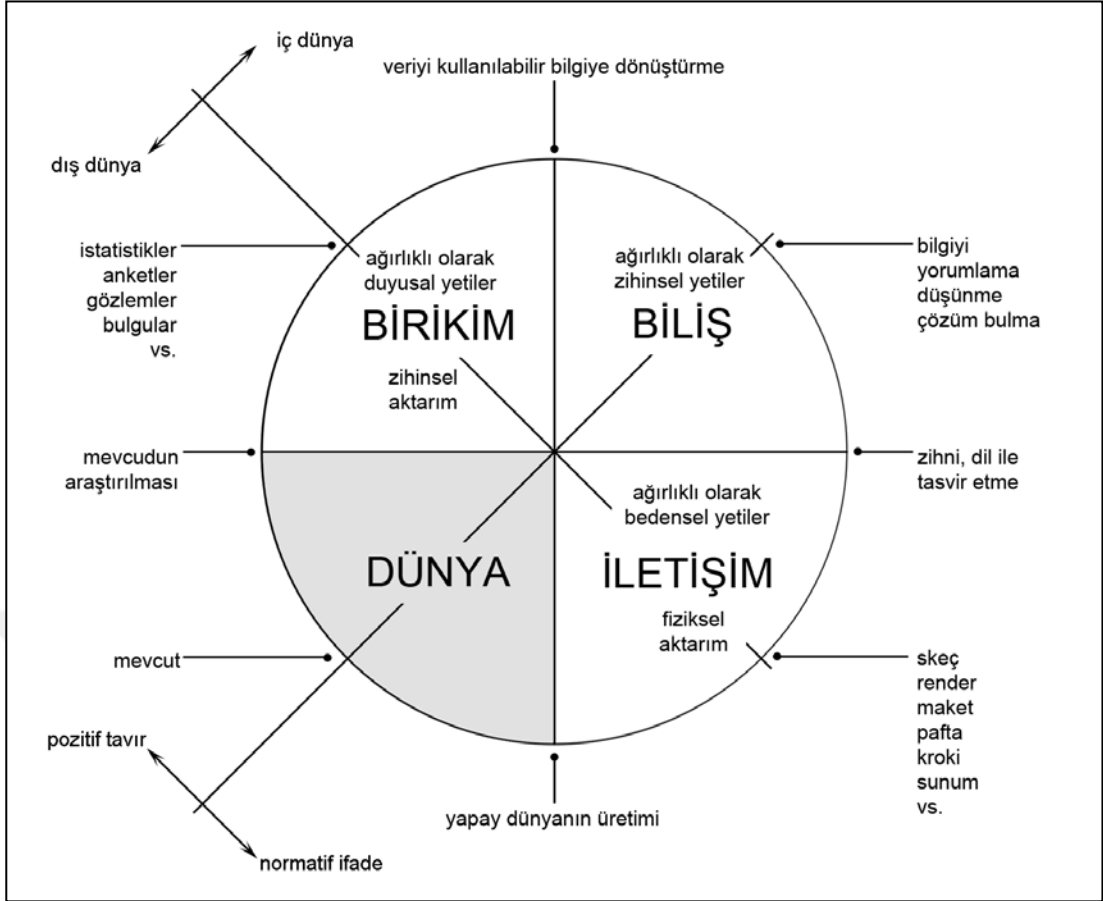 iç dünya
veriyi kullanılabilir bilgiye dönüştürme
dış dünya
istatistikler
anketler
gözlemler
bulgular
vs.
ağırlıklı olarak
duyusal yetiler
BİRİKİM
zihinsel
aktarım
ağırlıklı olarak
zihinsel yetiler
BİLİŞ
bilgiyi
yorumlama
düşünme
çözüm bulma
mevcudun
araştırılması
zihni, dil ile
tasvir etme
ağırlıklı olarak
bedensel yetiler
DÜNYA
İLETİŞİM
fiziksel
aktarım
mevcut
skeç
render
maket
pafta
kroki
sunum
vs.
pozitif tavır
yapay dünyanın üretimi
normatif ifade